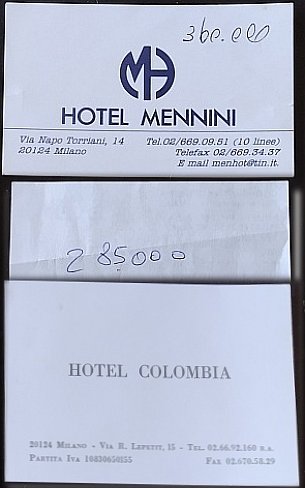 360.000
MH
HOTEL MENNINI
Via Napo Torriani, 14 Tel.02/669.09.51 (10 linee)
20124 Milano Telefax 02/669.34.37
E mail menhot@tin.it.
285.000
HOTEL COLOMBIA
20124 Milano - Via R. Lepetit, 15 - Tel. 02.66.92.160 r.a.
Partita Iva 10830650155 Fax 02.670.58.29